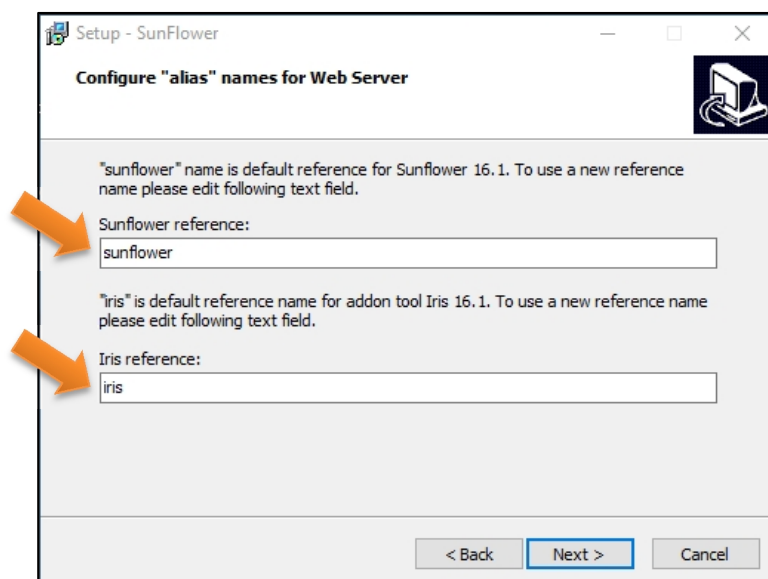 Setup - SunFlower
Configure "alias" names for Web Server
"sunflower" name is default reference for Sunflower 16.1. To use a new reference
name please edit following text field.
Sunflower reference:
sunflower
"iris" is default reference name for addon tool Iris 16.1. To use a new reference name
please edit following text field.
Iris reference:
iris
< Back
Next >
Cancel